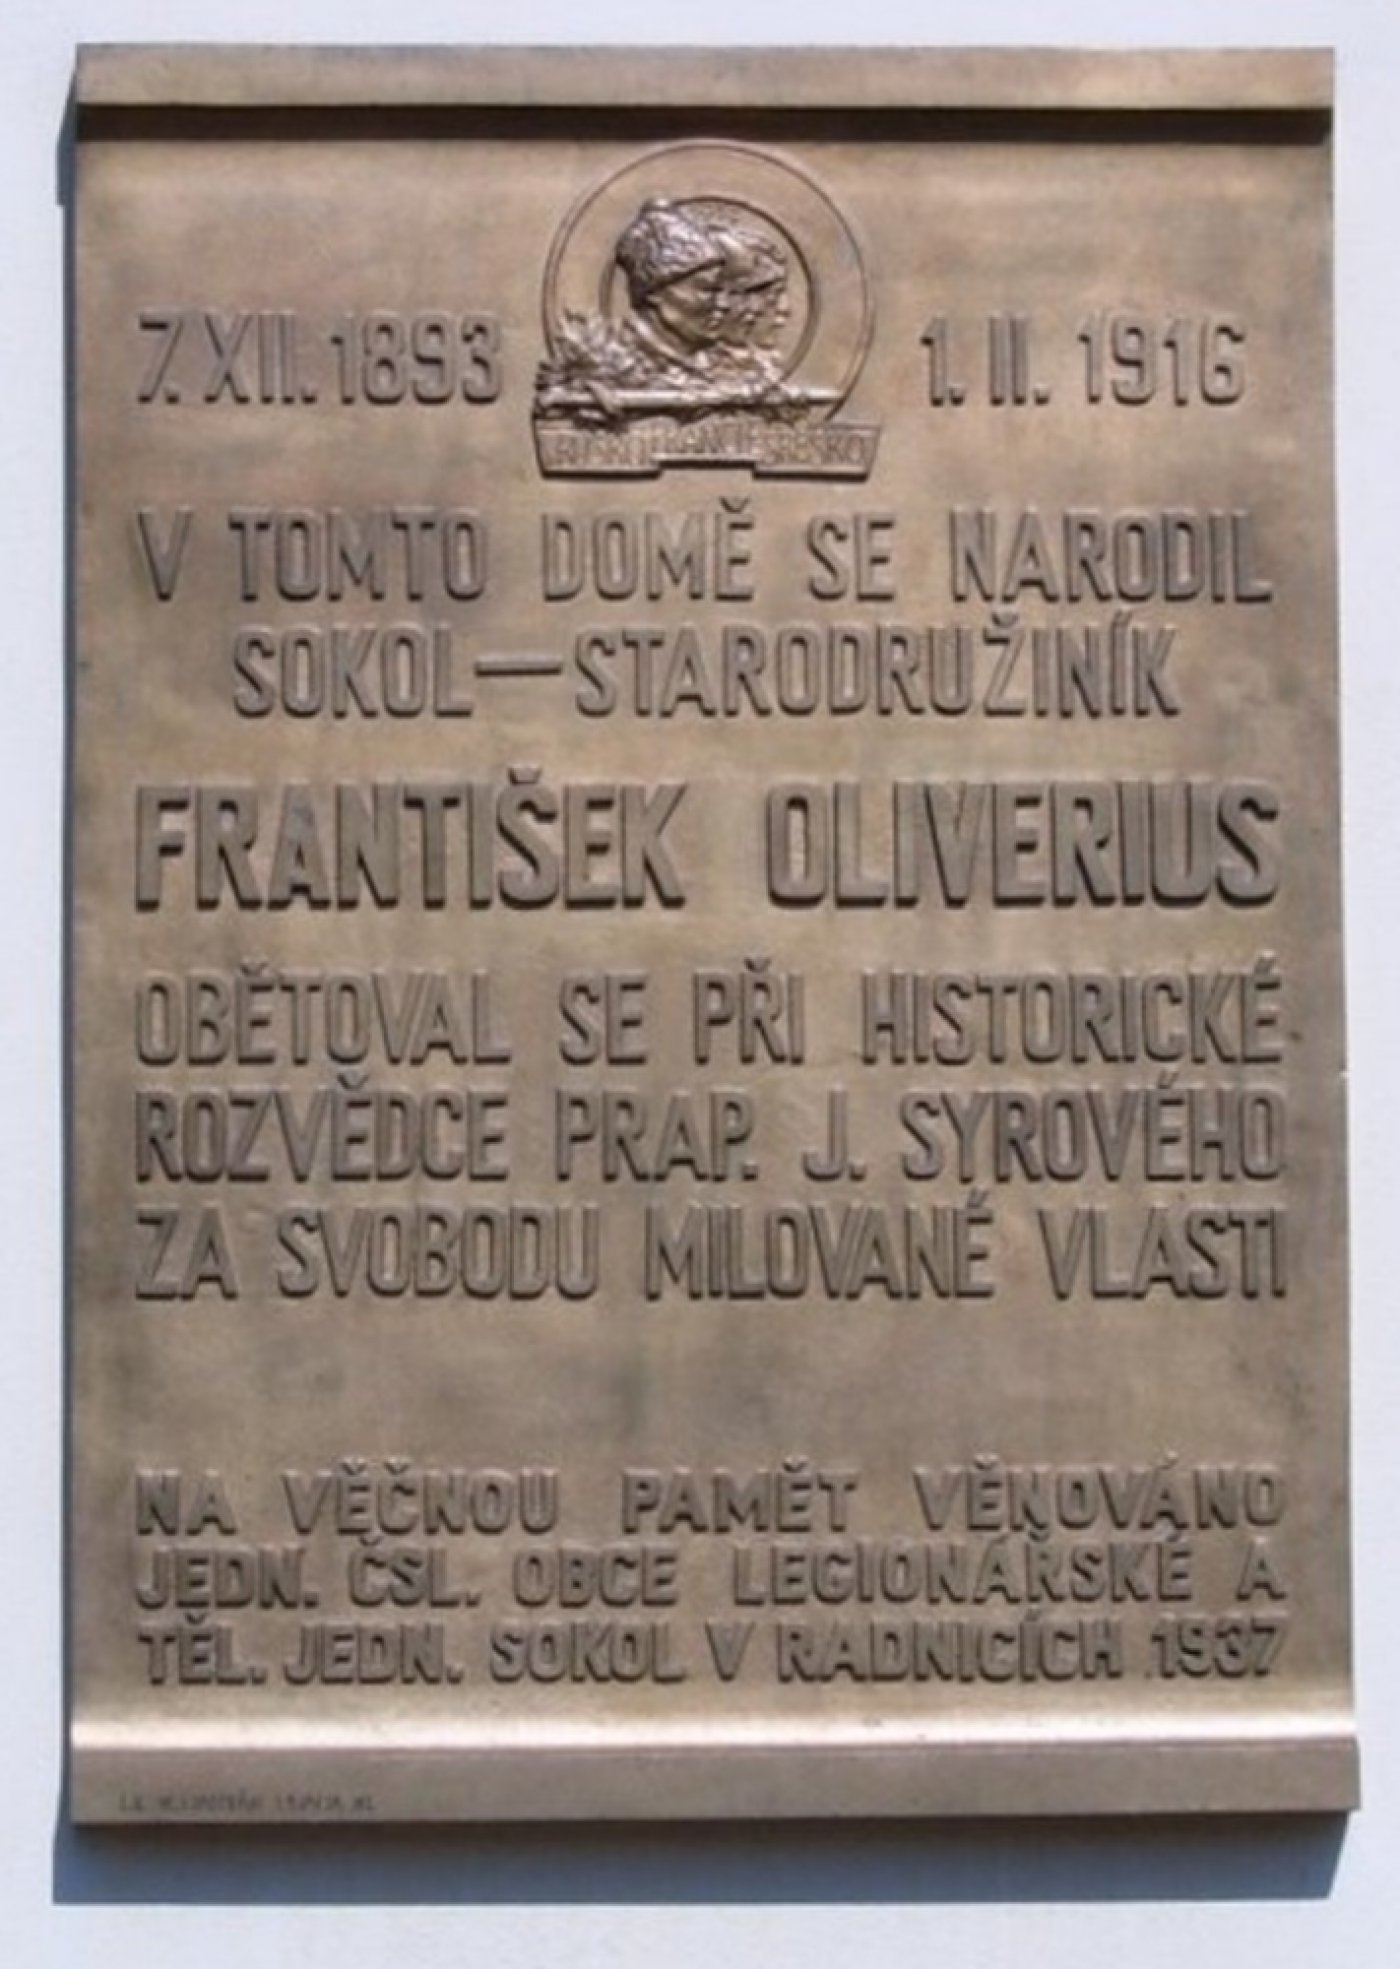 7. XII. 1893
1. II. 1916
V TOMTO DOMĚ SE NARODIL
SOKOL—STARODRUŽINÍK
FRANTIŠEK OLIVERIUS
OBĚTOVAL SE PŘI HISTORICKÉ
ROZVĚDCE PRAP. J. SYROVÉHO
ZA SVOBODU MILOVANÉ VLASTI
NA VĚČNOU PAMĚT VĚNOVÁNO
JEDN. ČSL. OBCE LEGIONÁŘSKÉ A
TĚL. JEDN. SOKOL V RADNICÍCH 1937